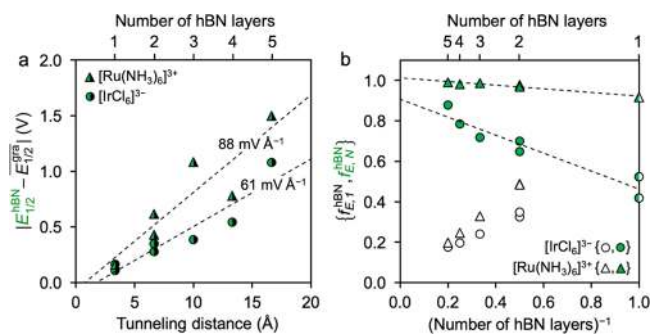 Number of hBN layers
1 2 3 4 5
a
[Ru(NH3)6]3+
[IrCl6]3−
88 mV Å−1
61 mV Å−1
|E1/2hBN − E1/2gra| (V)
2.0
1.5
1.0
0.5
0.0
0 5 10 15 20
Tunneling distance (Å)
Number of hBN layers
5 4 3 2 1
b
{fE,1hBN, fE,NhBN}
1.0
0.8
0.6
0.4
0.2
0.0
[IrCl6]3− {○,●}
[Ru(NH3)6]3+ {△,▲}
0.0 0.2 0.4 0.6 0.8 1.0
(Number of hBN layers)−1